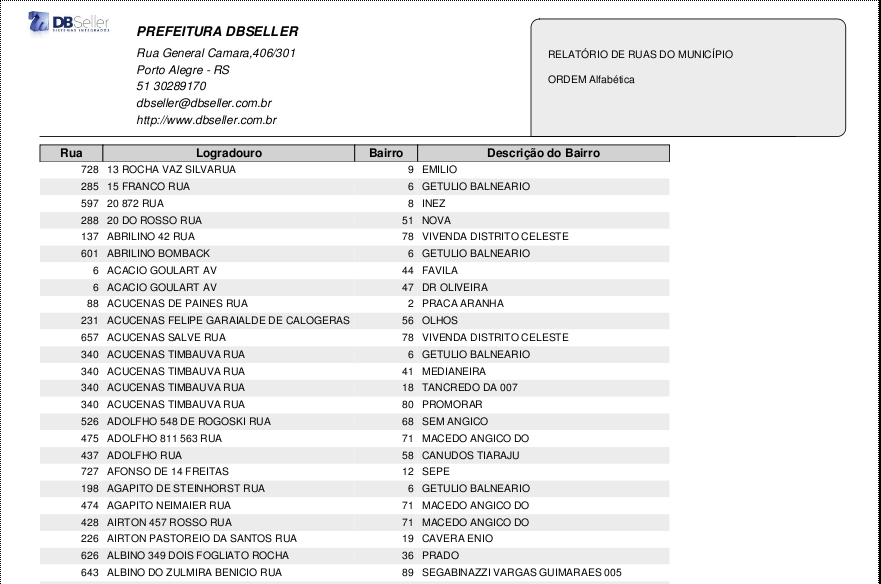 DBSeller
SISTEMAS INTEGRADOS
PREFEITURA DBSELLER
Rua General Camara,406/301
Porto Alegre - RS
51 30289170
dbseller@dbseller.com.br
http://www.dbseller.com.br
RELATÓRIO DE RUAS DO MUNICÍPIO
ORDEM Alfabética
Rua Logradouro Bairro Descrição do Bairro
728 13 ROCHA VAZ SILVARUA 9 EMILIO
285 15 FRANCO RUA 6 GETULIO BALNEARIO
597 20 872 RUA 8 INEZ
288 20 DO ROSSO RUA 51 NOVA
137 ABRILINO 42 RUA 78 VIVENDA DISTRITO CELESTE
601 ABRILINO BOMBACK 6 GETULIO BALNEARIO
6 ACACIO GOULART AV 44 FAVILA
6 ACACIO GOULART AV 47 DR OLIVEIRA
88 ACUCENAS DE PAINES RUA 2 PRACA ARANHA
231 ACUCENAS FELIPE GARAIALDE DE CALOGERAS 56 OLHOS
657 ACUCENAS SALVE RUA 78 VIVENDA DISTRITO CELESTE
340 ACUCENAS TIMBAUVA RUA 6 GETULIO BALNEARIO
340 ACUCENAS TIMBAUVA RUA 41 MEDIANEIRA
340 ACUCENAS TIMBAUVA RUA 18 TANCREDO DA 007
340 ACUCENAS TIMBAUVA RUA 80 PROMORAR
526 ADOLFHO 548 DE ROGOSKI RUA 68 SEM ANGICO
475 ADOLFHO 811 563 RUA 71 MACEDO ANGICO DO
437 ADOLFHO RUA 58 CANUDOS TIARAJU
727 AFONSO DE 14 FREITAS 12 SEPE
198 AGAPITO DE STEINHORST RUA 6 GETULIO BALNEARIO
474 AGAPITO NEIMAIER RUA 71 MACEDO ANGICO DO
428 AIRTON 457 ROSSO RUA 71 MACEDO ANGICO DO
226 AIRTON PASTOREIO DA SANTOS RUA 19 CAVERA ENIO
626 ALBINO 349 DOIS FOGLIATO ROCHA 36 PRADO
643 ALBINO DO ZULMIRA BENICIO RUA 89 SEGABINAZZI VARGAS GUIMARAES 005